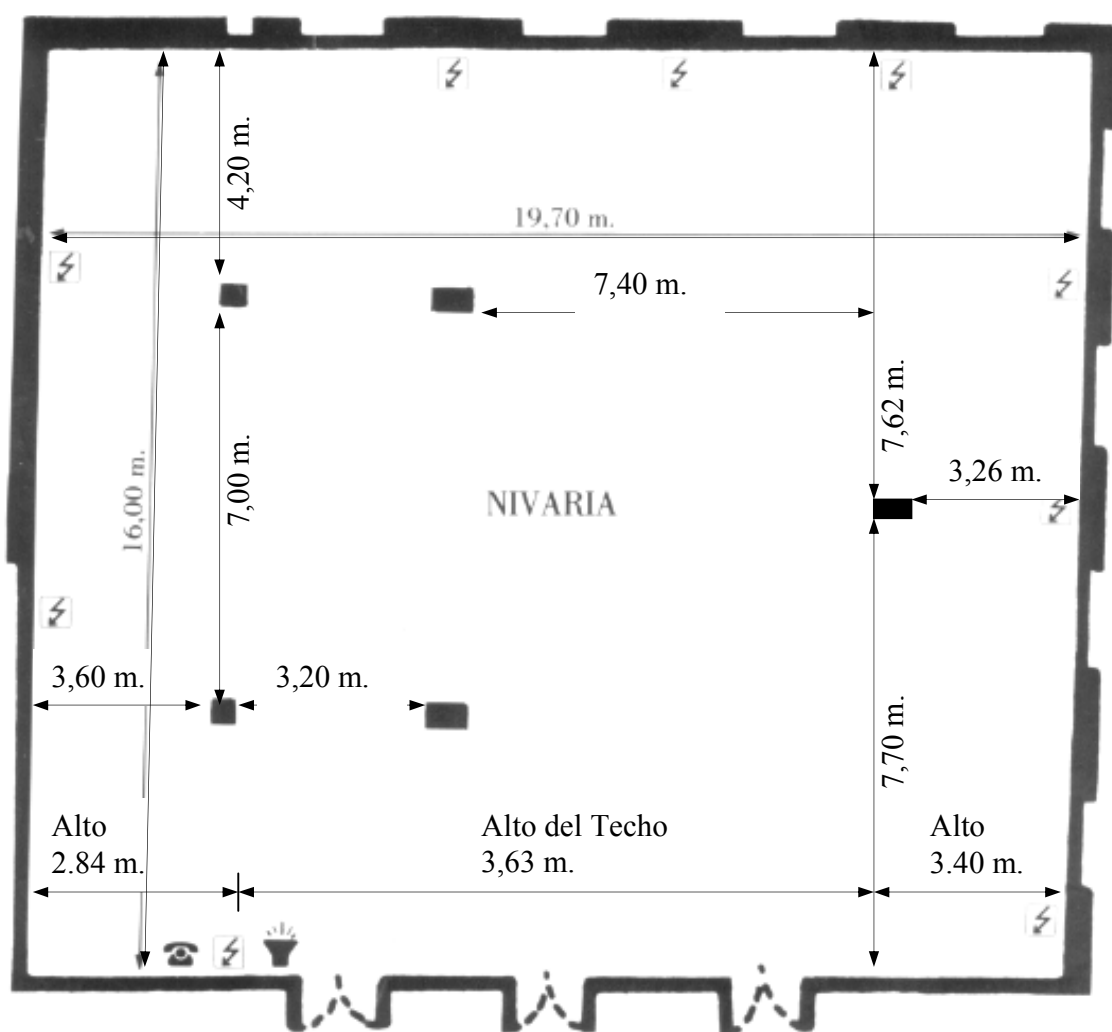 4,20 m.
19,70 m.
7,40 m.
7,62 m.
3,26 m.
7,00 m.
16,00 m.
NIVARIA
3,60 m.
3,20 m.
7,70 m.
Alto
2.84 m.
Alto del Techo
3,63 m.
Alto
3.40 m.